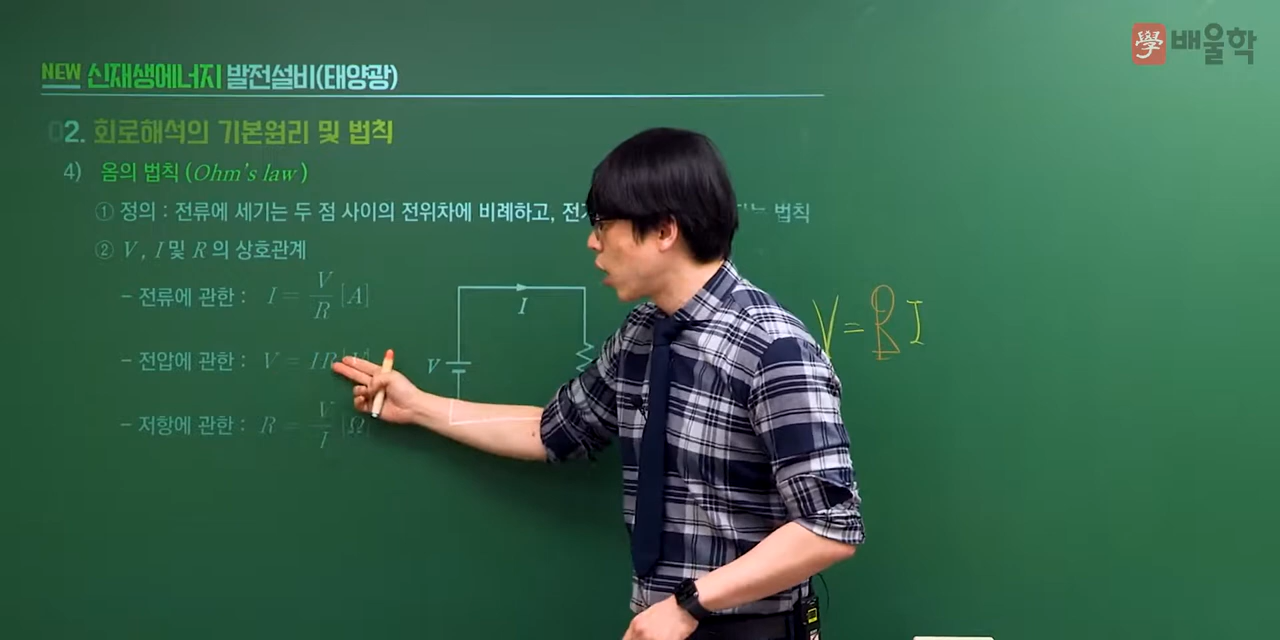 學 배울학
NEW 신재생에너지 발전설비(태양광)
02. 회로해석의 기본원리 및 법칙
4) 옴의 법칙 (Ohm's law)
① 정의 : 전류에 세기는 두 점 사이의 전위차에 비례하고, 전 법칙
② V, I 및 R 의 상호관계
– 전류에 관한 : I = V/R [A]
I
V = R I
– 전압에 관한 : V = IR
V
– 저항에 관한 : R = V/I [Ω]